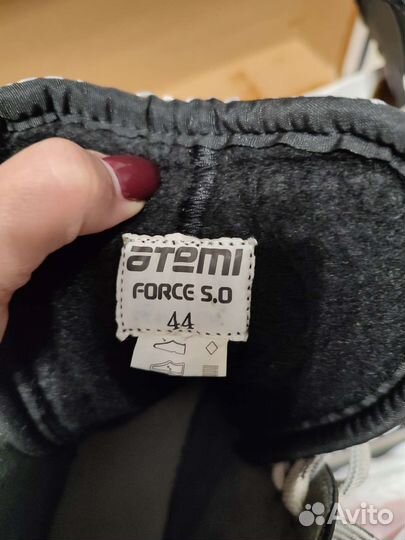 atemi
FORCE 5.0
44
Avito